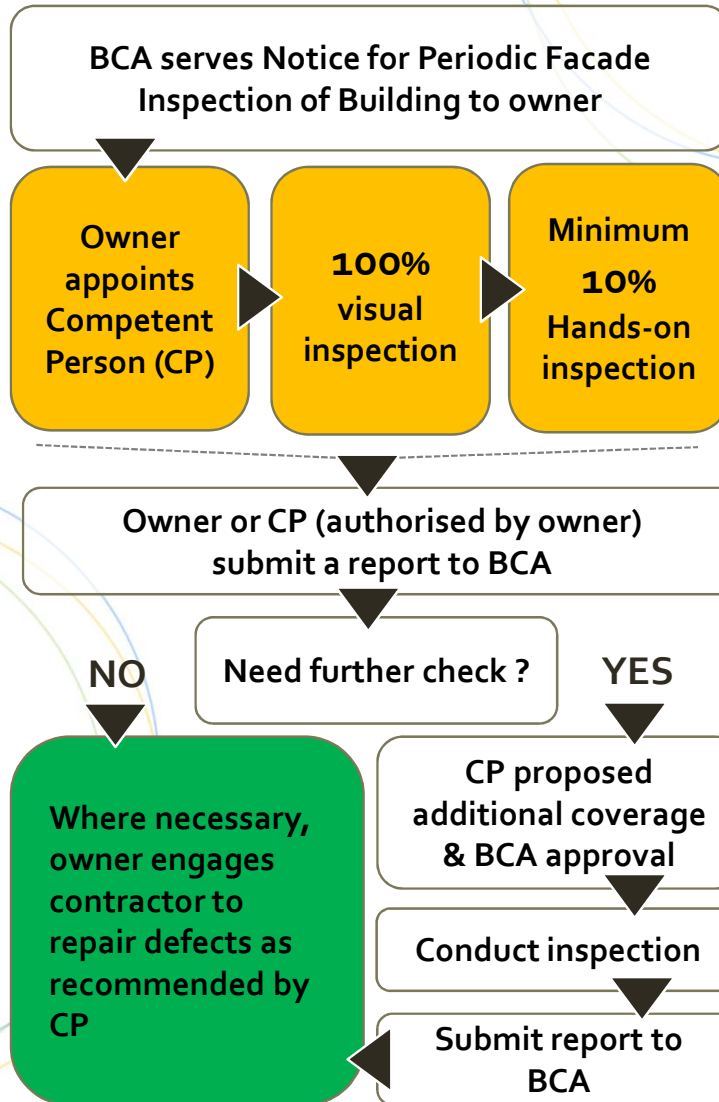 BCA serves Notice for Periodic Facade
Inspection of Building to owner
Owner
appoints
Competent
Person (CP)
100%
visual
inspection
Minimum
10%
Hands-on
inspection
Owner or CP (authorised by owner)
submit a report to BCA
Need further check ?
NO
YES
Where necessary,
owner engages
contractor to
repair defects as
recommended by
CP
CP proposed
additional coverage
& BCA approval
Conduct inspection
Submit report to
BCA